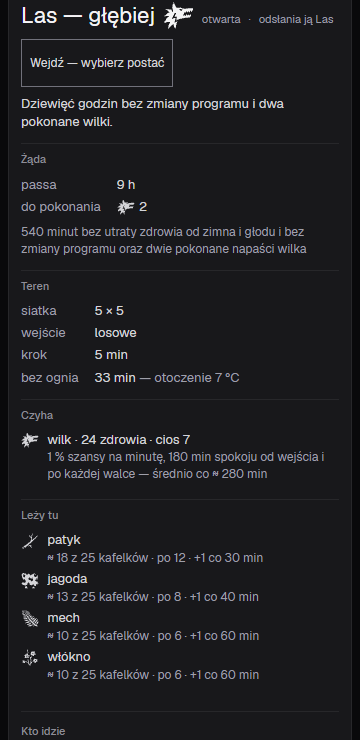 Las — głębiej otwarta · odsłania ją Las
Wejdź — wybierz postać
Dziewięć godzin bez zmiany programu i dwa
pokonane wilki.
Żąda
passa 9 h
do pokonania 2
540 minut bez utraty zdrowia od zimna i głodu i bez
zmiany programu oraz dwie pokonane napaści wilka
Teren
siatka 5 × 5
wejście losowe
krok 5 min
bez ognia 33 min — otoczenie 7 °C
Czyha
wilk · 24 zdrowia · cios 7
1 % szansy na minutę, 180 min spokoju od wejścia i
po każdej walce — średnio co ≈ 280 min
Leży tu
patyk
≈ 18 z 25 kafelków · po 12 · +1 co 30 min
jagoda
≈ 13 z 25 kafelków · po 8 · +1 co 40 min
mech
≈ 10 z 25 kafelków · po 6 · +1 co 60 min
włókno
≈ 10 z 25 kafelków · po 6 · +1 co 60 min
Kto idzie